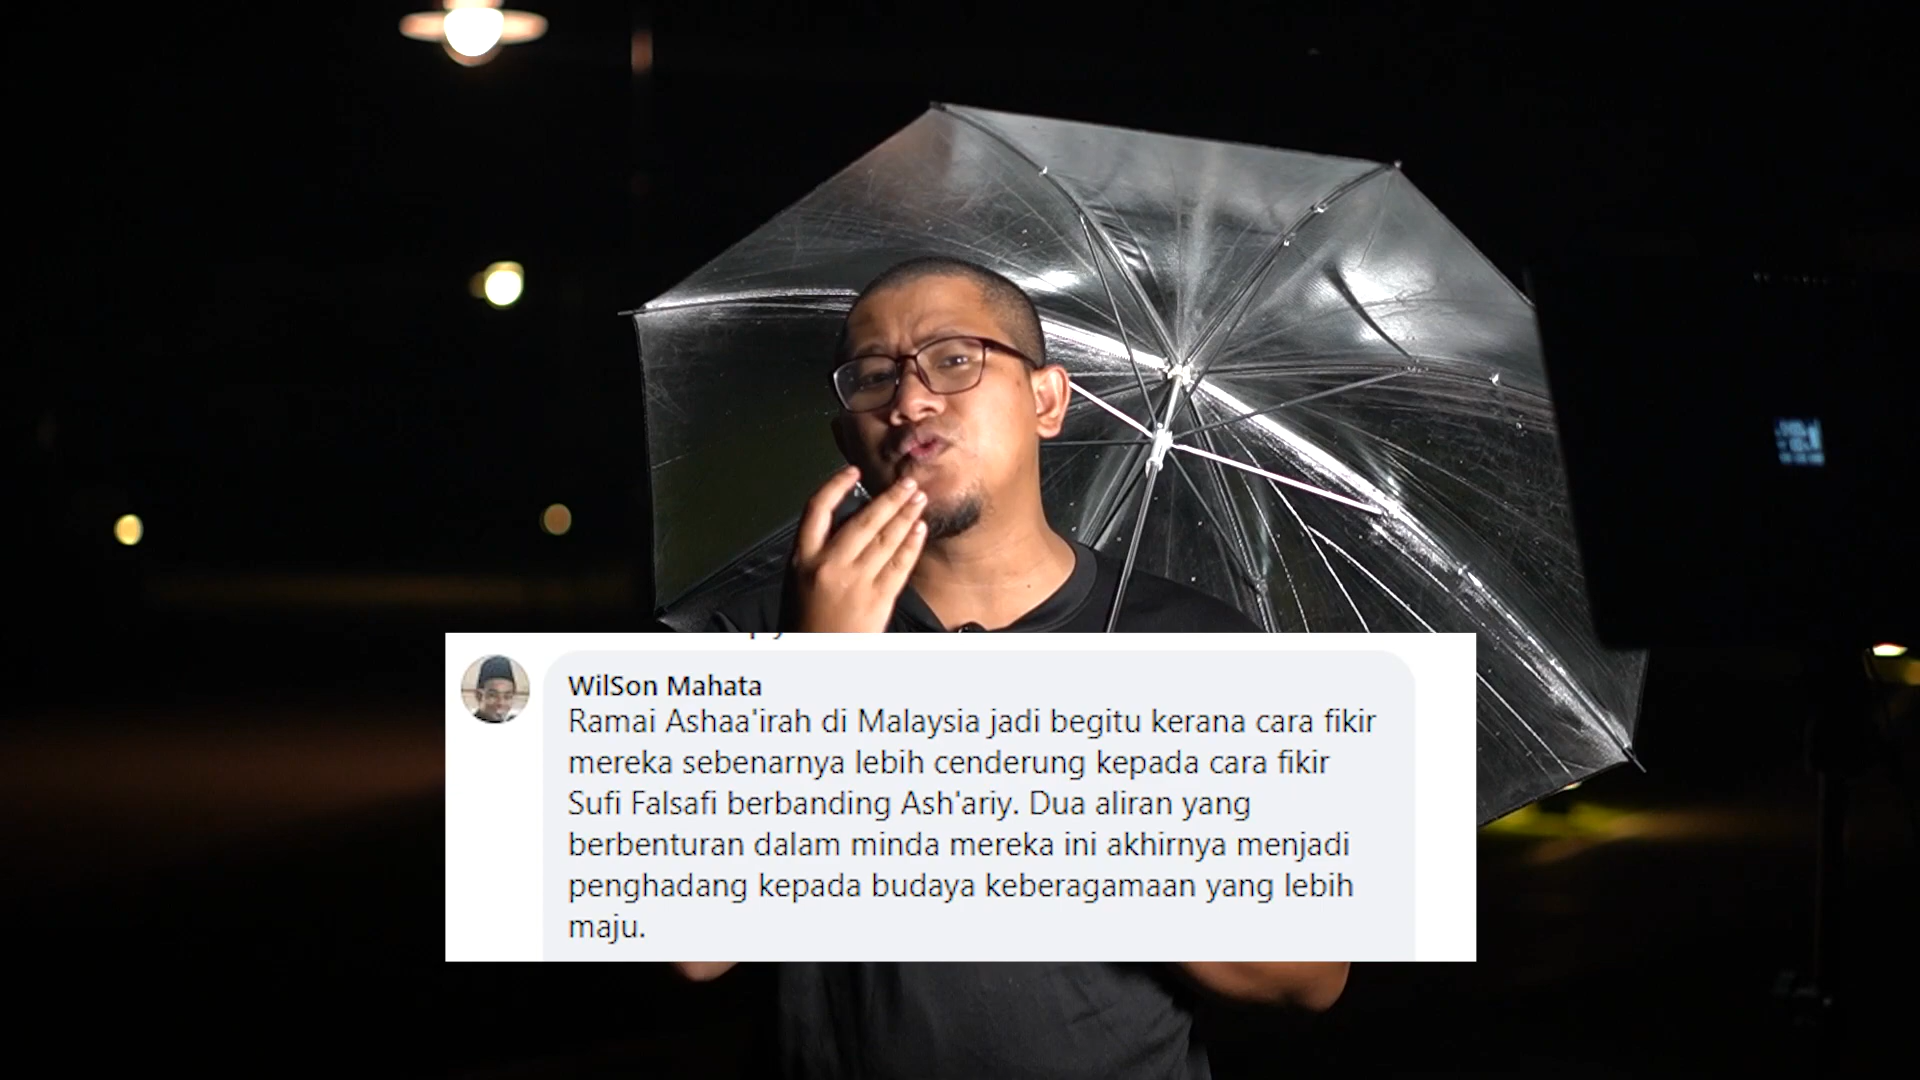 WilSon Mahata
Ramai Ashaa'irah di Malaysia jadi begitu kerana cara fikir
mereka sebenarnya lebih cenderung kepada cara fikir
Sufi Falsafi berbanding Ash'ariy. Dua aliran yang
berbenturan dalam minda mereka ini akhirnya menjadi
penghadang kepada budaya keberagamaan yang lebih
maju.